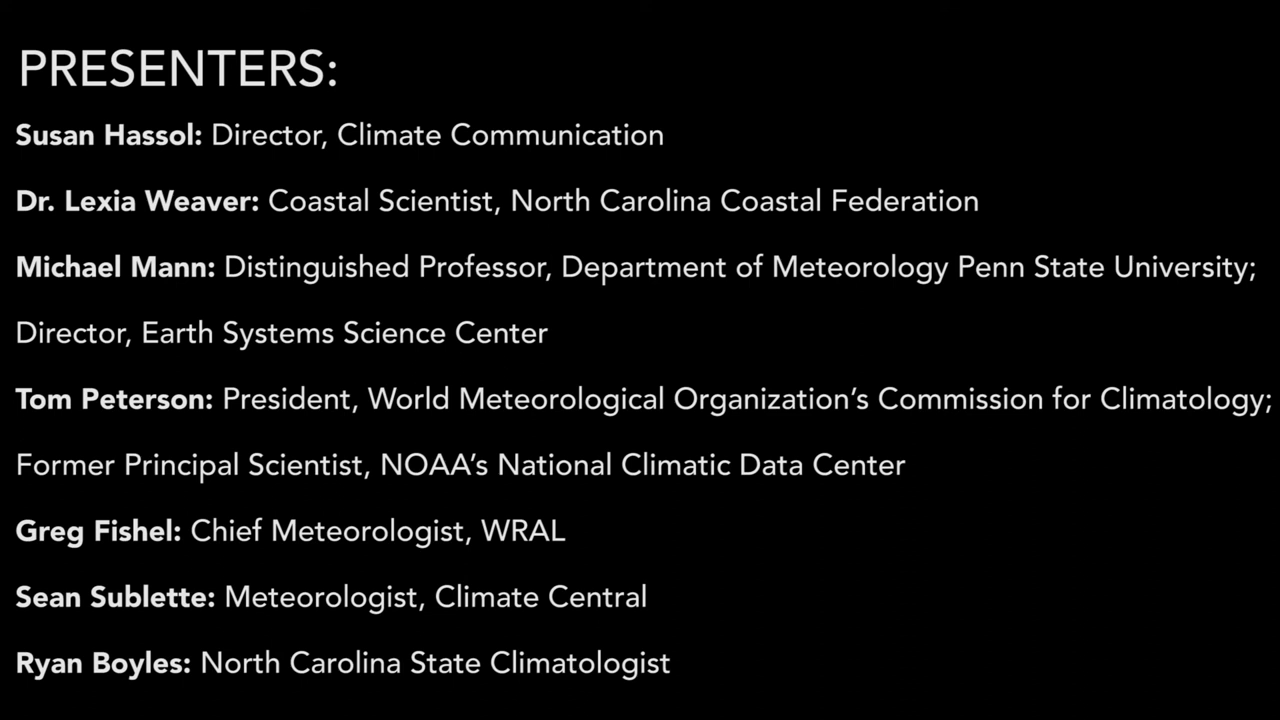 PRESENTERS:
Susan Hassol: Director, Climate Communication
Dr. Lexia Weaver: Coastal Scientist, North Carolina Coastal Federation
Michael Mann: Distinguished Professor, Department of Meteorology Penn State University;
Director, Earth Systems Science Center
Tom Peterson: President, World Meteorological Organization’s Commission for Climatology;
Former Principal Scientist, NOAA’s National Climatic Data Center
Greg Fishel: Chief Meteorologist, WRAL
Sean Sublette: Meteorologist, Climate Central
Ryan Boyles: North Carolina State Climatologist